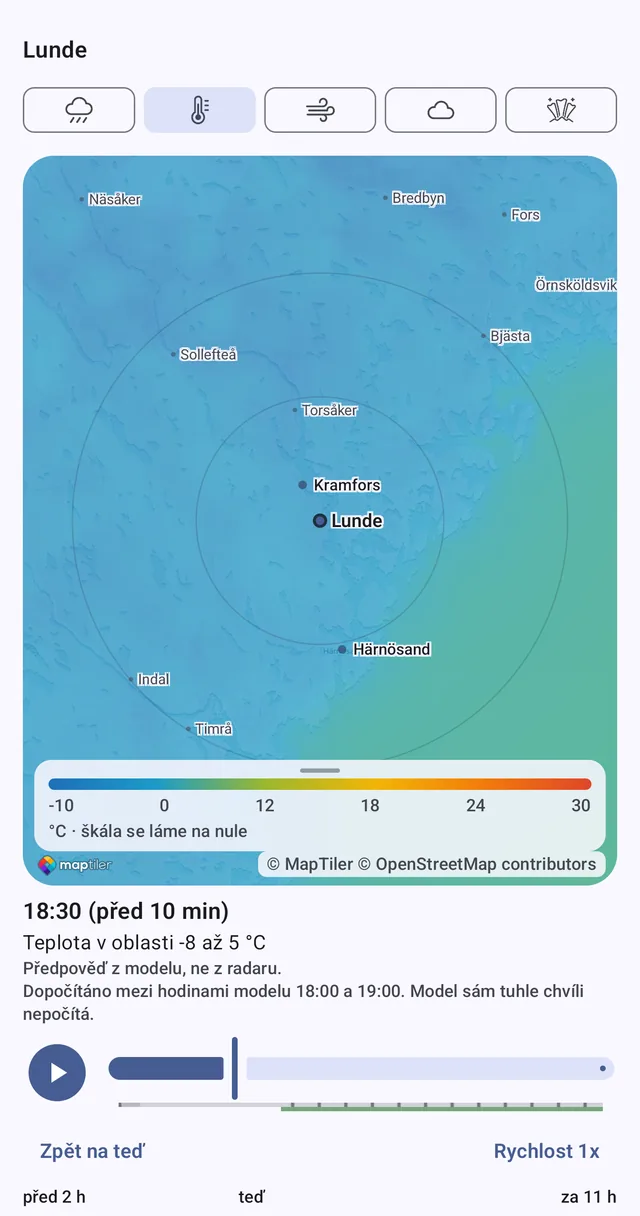 Lunde
Näsåker
Bredbyn
Fors
Örnsköldsvik
Bjästa
Sollefteå
Torsåker
Kramfors
Lunde
Härnösand
Indal
Timrå
-10 0 12 18 24 30
°C · škála se láme na nule
maptiler
© MapTiler © OpenStreetMap contributors
18:30 (před 10 min)
Teplota v oblasti -8 až 5 °C
Předpověď z modelu, ne z radaru.
Dopočítáno mezi hodinami modelu 18:00 a 19:00. Model sám tuhle chvíli
nepočítá.
Zpět na teď Rychlost 1x
před 2 h teď za 11 h